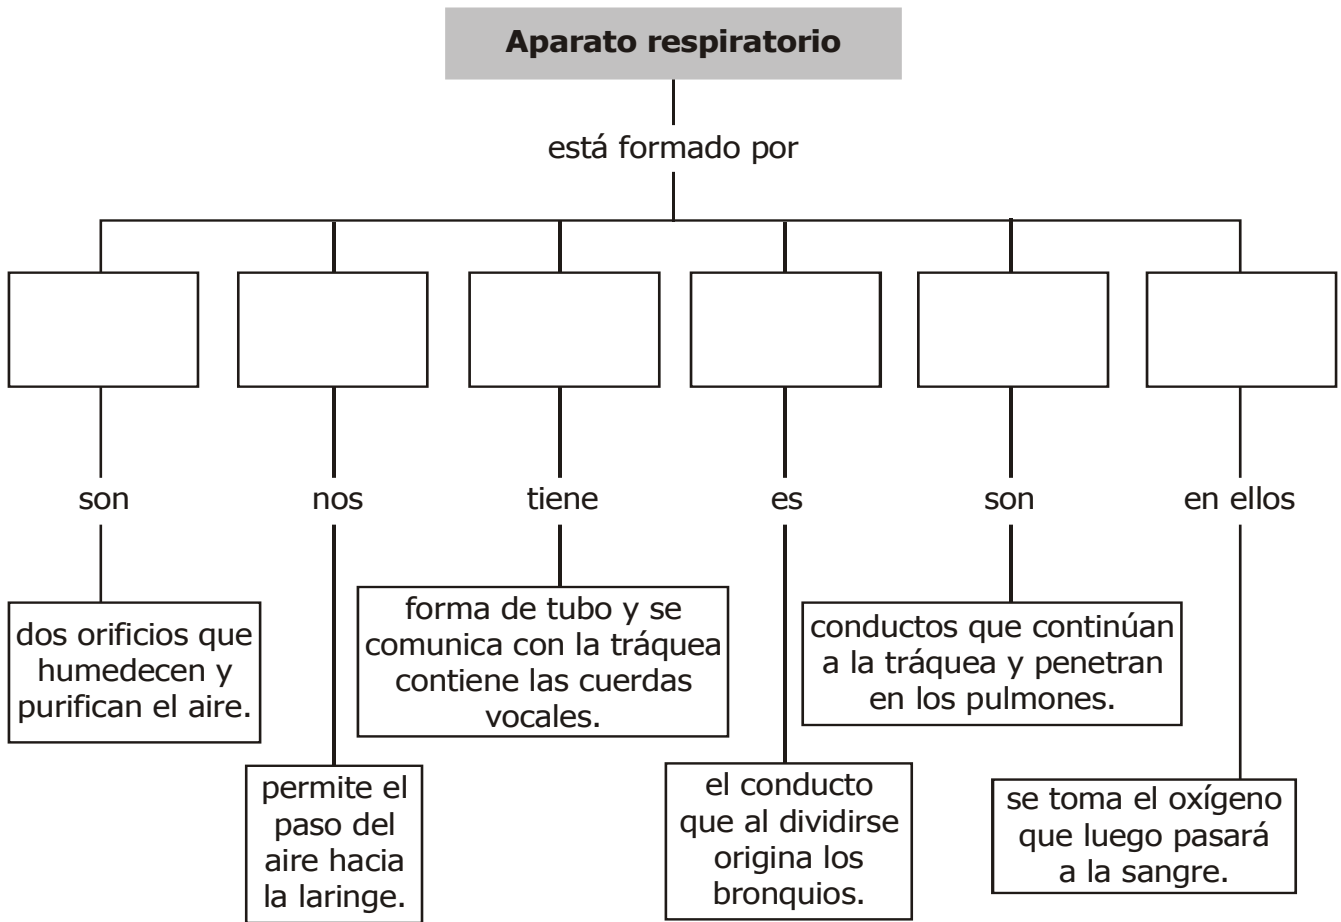 Aparato respiratorio
está formado por
son
nos
tiene
es
son
en ellos
dos orificios que
humedecen y
purifican el aire.
permite el
paso del
aire hacia
la laringe.
forma de tubo y se
comunica con la tráquea
contiene las cuerdas
vocales.
el conducto
que al dividirse
origina los
bronquios.
conductos que continúan
a la tráquea y penetran
en los pulmones.
se toma el oxígeno
que luego pasará
a la sangre.